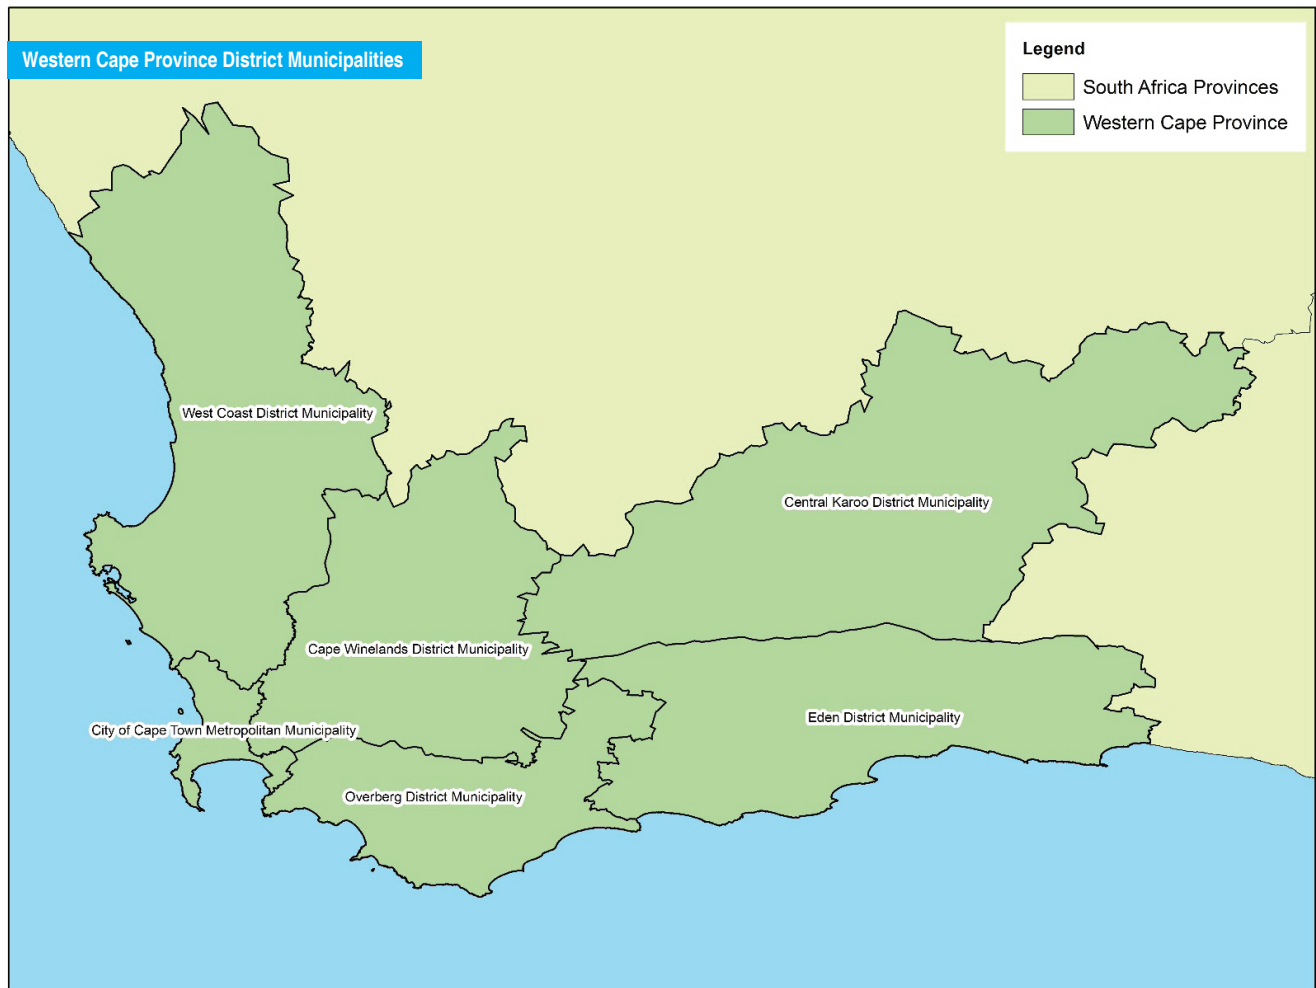 Western Cape Province District Municipalities
Legend
South Africa Provinces
Western Cape Province
West Coast District Municipality
Central Karoo District Municipality
Cape Winelands District Municipality
Eden District Municipality
City of Cape Town Metropolitan Municipality
Overberg District Municipality